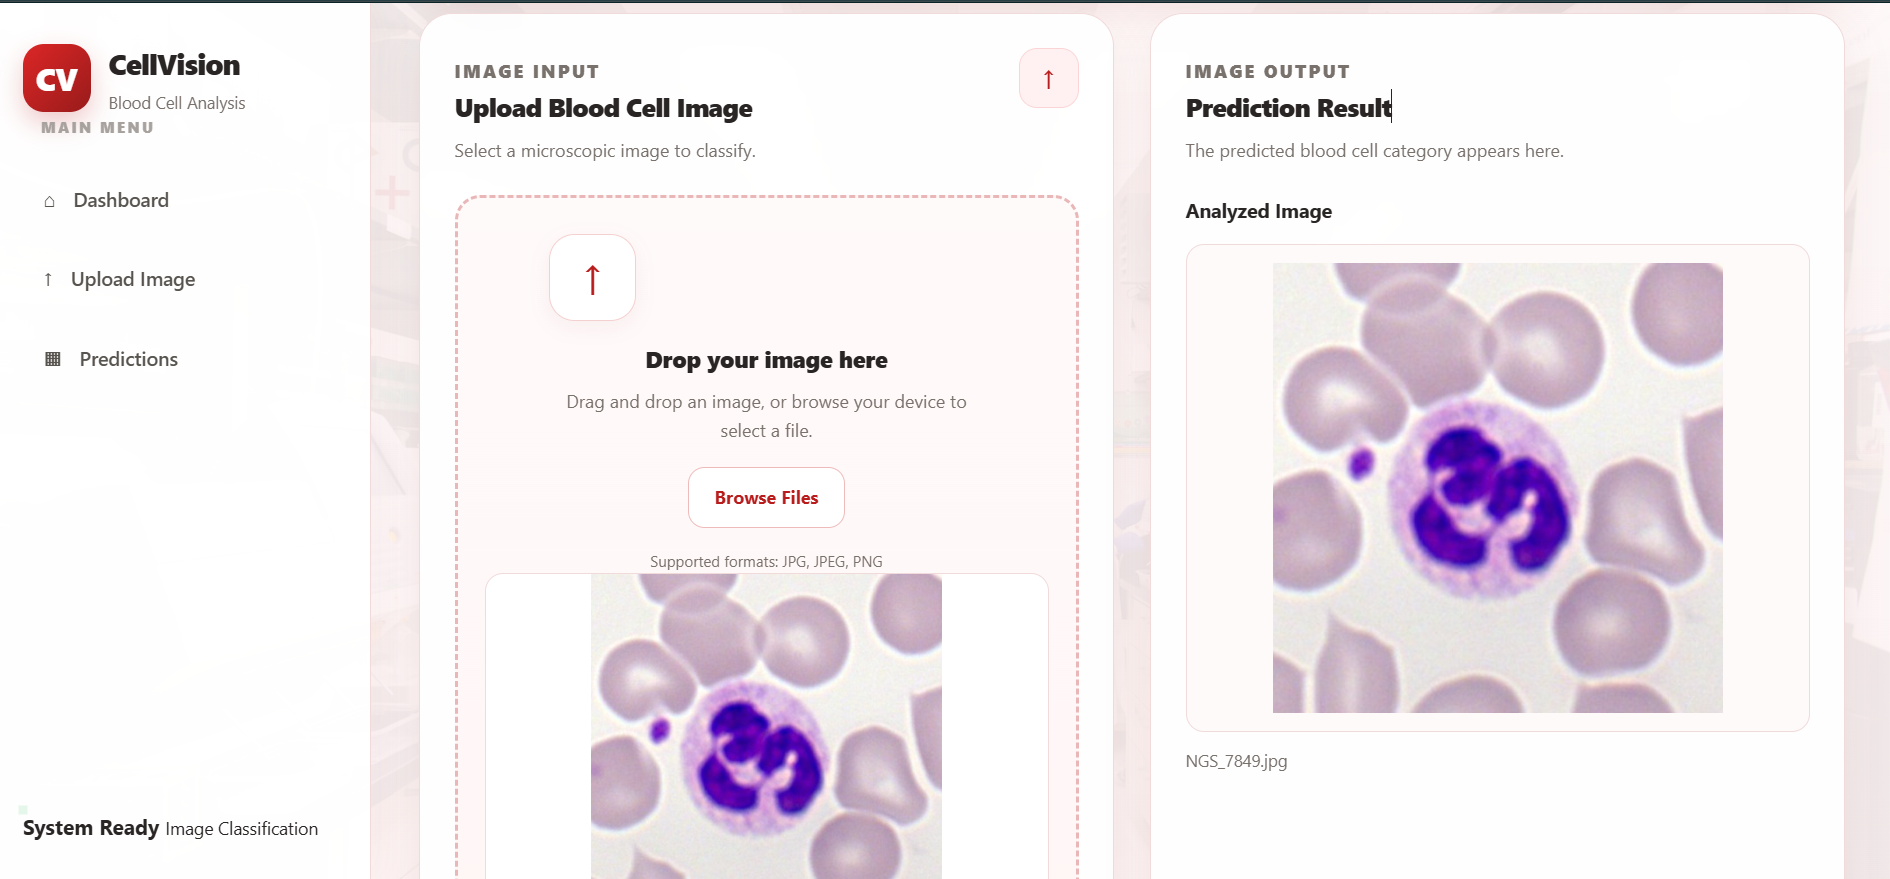 CV
CellVision
Blood Cell Analysis
MAIN MENU
Dashboard
Upload Image
Predictions
System Ready Image Classification
IMAGE INPUT
Upload Blood Cell Image
Select a microscopic image to classify.
Drop your image here
Drag and drop an image, or browse your device to
select a file.
Browse Files
Supported formats: JPG, JPEG, PNG
IMAGE OUTPUT
Prediction Result
The predicted blood cell category appears here.
Analyzed Image
NGS_7849.jpg